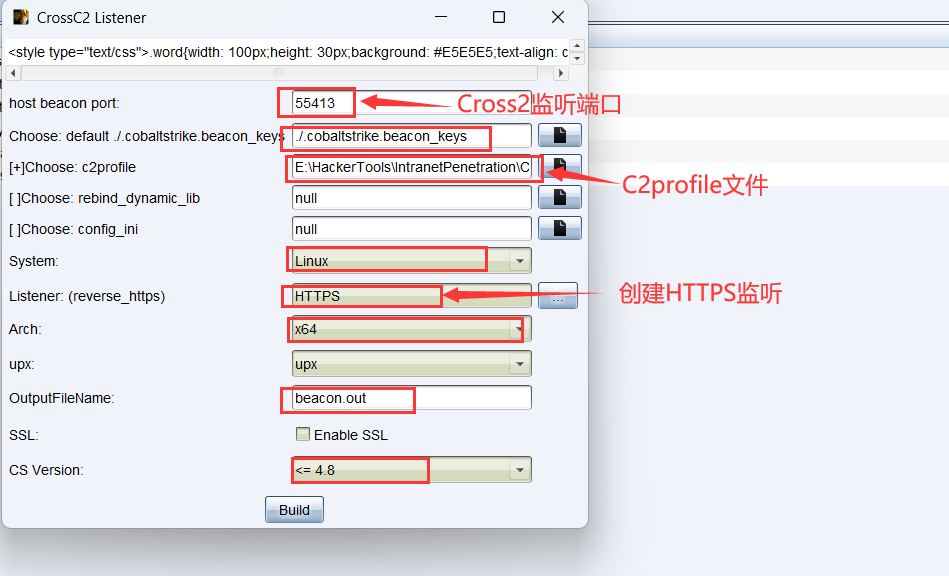 CrossC2 Listener
<style type="text/css">.word{width: 100px;height: 30px;background: #E5E5E5;text-align: c
host beacon port:
55413
Cross2监听端口
Choose: default ./.cobaltstrike.beacon_keys
./.cobaltstrike.beacon_keys
[+]Choose: c2profile
E:\HackerTools\IntranetPenetration\C
C2profile文件
[ ]Choose: rebind_dynamic_lib
null
[ ]Choose: config_ini
null
System:
Linux
Listener: (reverse_https)
HTTPS
...
创建HTTPS监听
Arch:
x64
upx:
upx
OutputFileName:
beacon.out
SSL:
Enable SSL
CS Version:
<= 4.8
Build